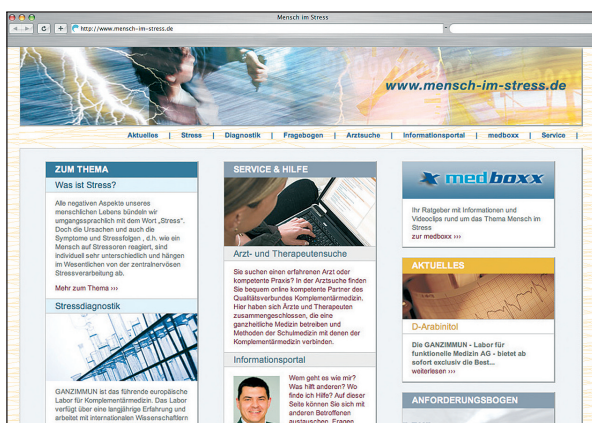 Mensch im Stress
http://www.mensch-im-stress.de
www.mensch-im-stress.de
Aktuelles | Stress | Diagnostik | Fragebogen | Arztsuche | Informationsportal | medboxx | Service |
ZUM THEMA
Was ist Stress?
Alle negativen Aspekte unseres
menschlichen Lebens bündeln wir
umgangssprachlich mit dem Wort „Stress".
Doch die Ursachen und auch die
Symptome und Stressfolgen , d.h. wie ein
Mensch auf Stressoren reagiert, sind
individuell sehr unterschiedlich und hängen
im Wesentlichen von der zentralnervösen
Stressverarbeitung ab.
Mehr zum Thema ›››
Stressdiagnostik
GANZIMMUN ist das führende europäische
Labor für Komplementärmedizin. Das Labor
verfügt über eine langjährige Erfahrung und
arbeitet mit internationalen Wissenschaftlern
SERVICE & HILFE
Arzt- und Therapeutensuche
Sie suchen einen erfahrenen Arzt oder
kompetente Praxis? In der Arztsuche finden
Sie bequem online kompetente Partner des
Qualitätsverbundes Komplementärmedizin.
Hier haben sich Ärzte und Therapeuten
zusammengeschlossen, die eine
ganzheitliche Medizin betreiben und
Methoden der Schulmedizin mit denen der
Komplementärmedizin verbinden.
Informationsportal
Wem geht es wie mir?
Was hilft anderen? Wo
finde ich Hilfe? Auf dieser
Seite können Sie sich mit
anderen Betroffenen
austauschen, Fragen
medboxx
Ihr Ratgeber mit Informationen und
Videoclips rund um das Thema Mensch im
Stress
zur medboxx ›››
AKTUELLES
D-Arabinitol
Die GANZIMMUN - Labor für
funktionelle Medizin AG - bietet ab
sofort exclusiv die Best...
weiterlesen ›››
ANFORDERUNGSBOGEN